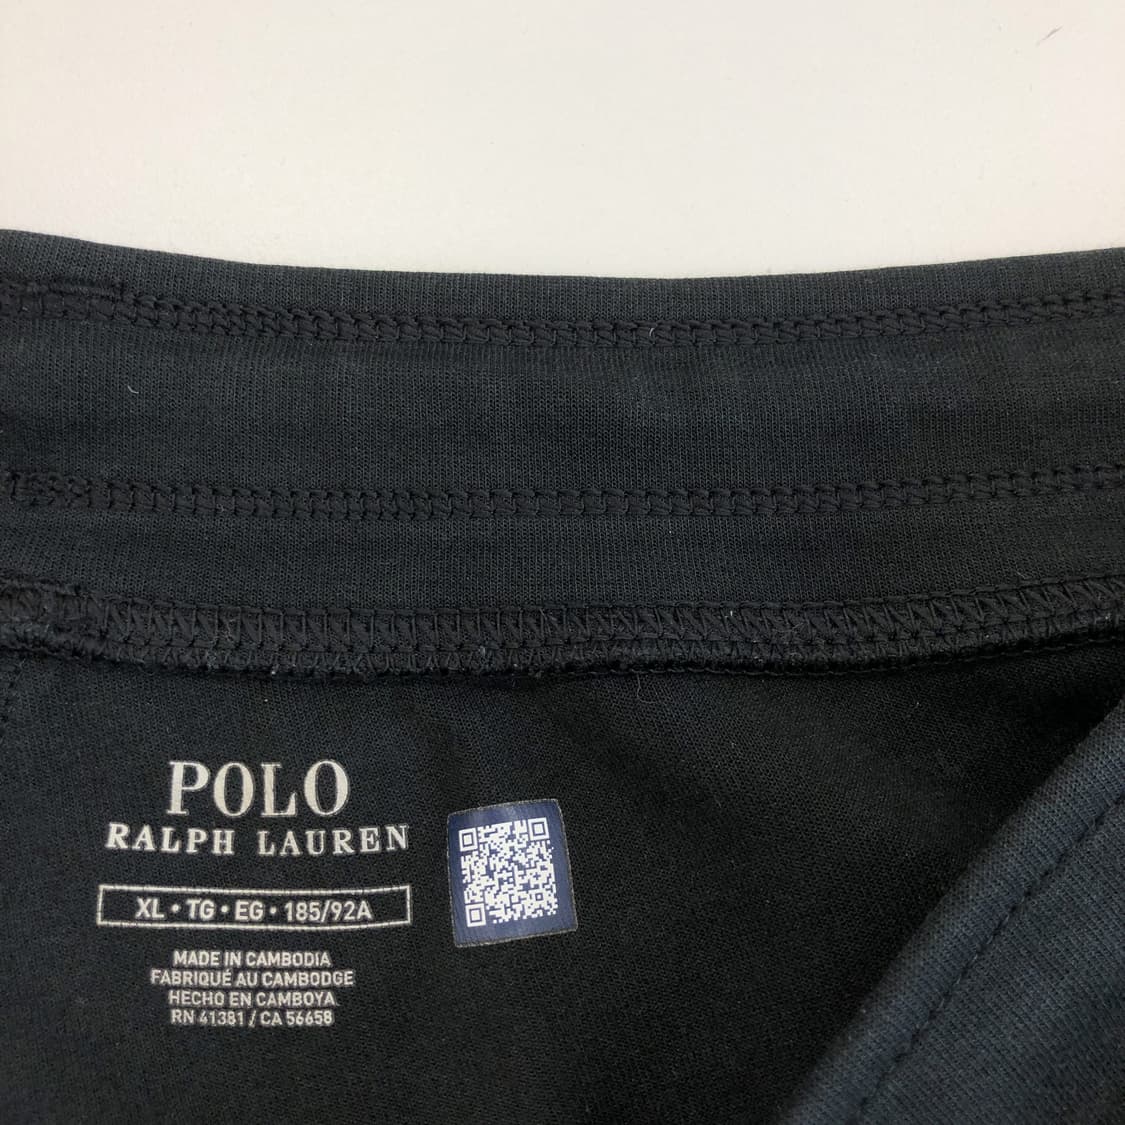 POLO
RALPH LAUREN
XL • TG • EG • 185/92A
MADE IN CAMBODIA
FABRIQUÉ AU CAMBODGE
HECHO EN CAMBOYA
RN 41381 / CA 56658